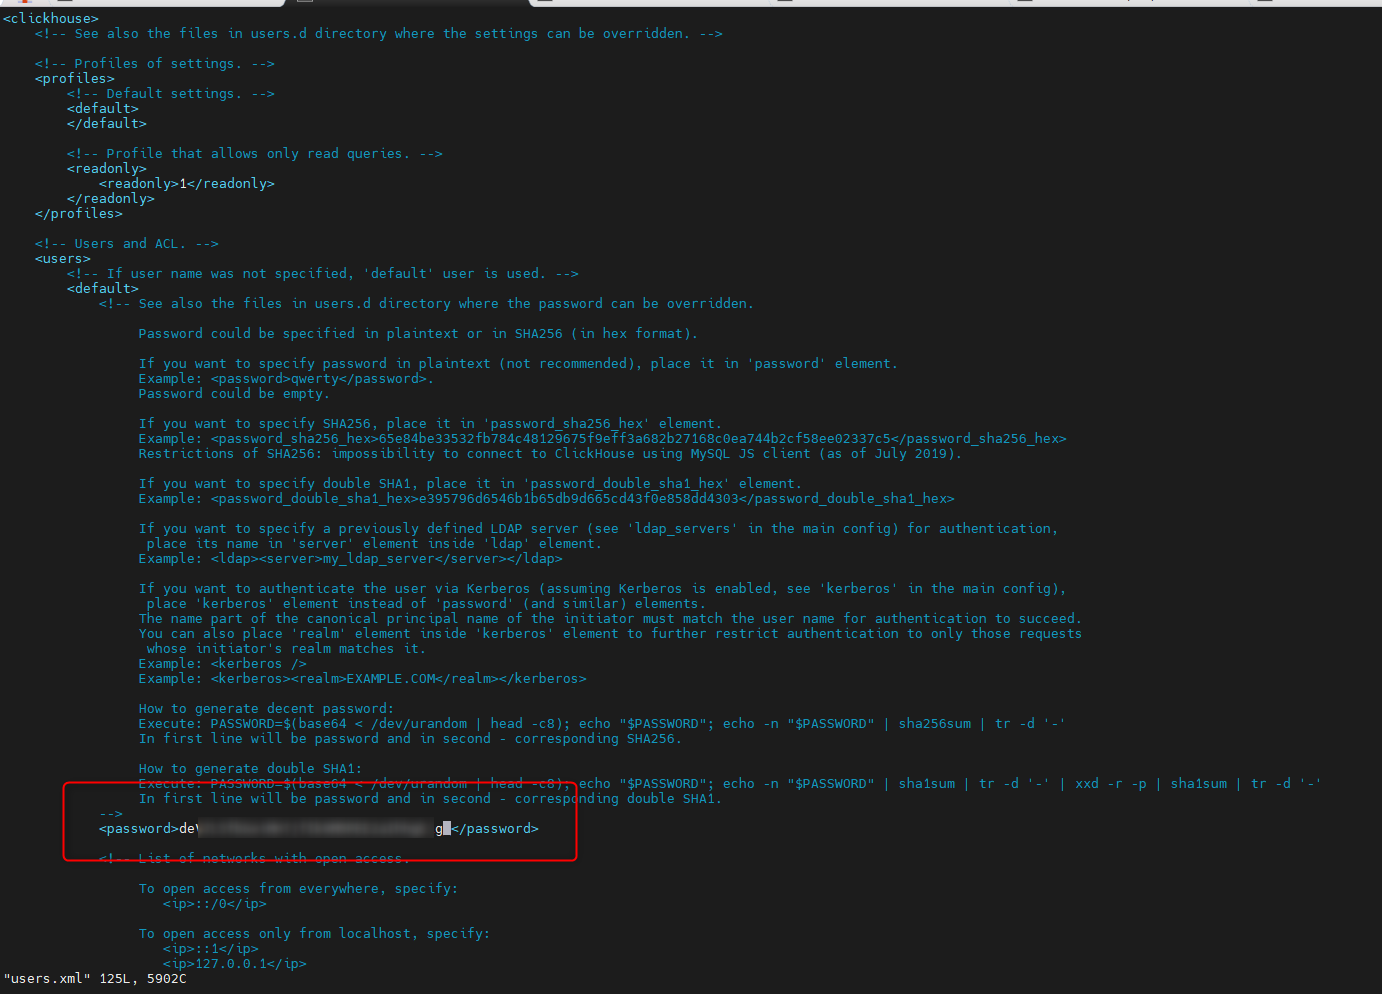 <clickhouse>
<!-- See also the files in users.d directory where the settings can be overridden. -->
<!-- Profiles of settings. -->
<profiles>
<!-- Default settings. -->
<default>
</default>
<!-- Profile that allows only read queries. -->
<readonly>
<readonly>1</readonly>
</readonly>
</profiles>
<!-- Users and ACL. -->
<users>
<!-- If user name was not specified, 'default' user is used. -->
<default>
<!-- See also the files in users.d directory where the password can be overridden.
Password could be specified in plaintext or in SHA256 (in hex format).
If you want to specify password in plaintext (not recommended), place it in 'password' element.
Example: <password>qwerty</password>.
Password could be empty.
If you want to specify SHA256, place it in 'password_sha256_hex' element.
Example: <password_sha256_hex>65e84be33532fb784c48129675f9eff3a682b27168c0ea744b2cf58ee02337c5</password_sha256_hex>
Restrictions of SHA256: impossibility to connect to ClickHouse using MySQL JS client (as of July 2019).
If you want to specify double SHA1, place it in 'password_double_sha1_hex' element.
Example: <password_double_sha1_hex>e395796d6546b1b65db9d665cd43f0e858dd4303</password_double_sha1_hex>
If you want to specify a previously defined LDAP server (see 'ldap_servers' in the main config) for authentication,
place its name in 'server' element inside 'ldap' element.
Example: <ldap><server>my_ldap_server</server></ldap>
If you want to authenticate the user via Kerberos (assuming Kerberos is enabled, see 'kerberos' in the main config),
place 'kerberos' element instead of 'password' (and similar) elements.
The name part of the canonical principal name of the initiator must match the user name for authentication to succeed.
You can also place 'realm' element inside 'kerberos' element to further restrict authentication to only those requests
whose initiator's realm matches it.
Example: <kerberos />
Example: <kerberos><realm>EXAMPLE.COM</realm></kerberos>
How to generate decent password:
Execute: PASSWORD=$(base64 < /dev/urandom | head -c8); echo "$PASSWORD"; echo -n "$PASSWORD" | sha256sum | tr -d '-'
In first line will be password and in second - corresponding SHA256.
How to generate double SHA1:
Execute: PASSWORD=$(base64 < /dev/urandom | head -c8); echo "$PASSWORD"; echo -n "$PASSWORD" | sha1sum | tr -d '-' | xxd -r -p | sha1sum | tr -d '-'
In first line will be password and in second - corresponding double SHA1.
-->
<password></password>
<!-- List of networks with open access.
To open access from everywhere, specify:
<ip>::/0</ip>
To open access only from localhost, specify:
<ip>::1</ip>
<ip>127.0.0.1</ip>
"users.xml" 125L, 5902C